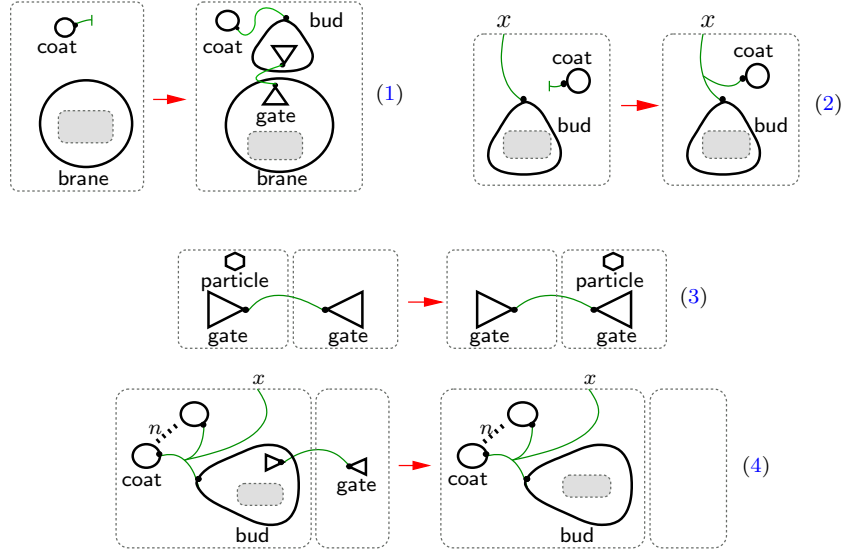 coat
brane
coat
bud
gate
brane
(1)
x
coat
bud
x
coat
bud
(2)
particle
gate
gate
particle
gate
gate
(3)
x
n
coat
bud
gate
x
n
coat
bud
(4)